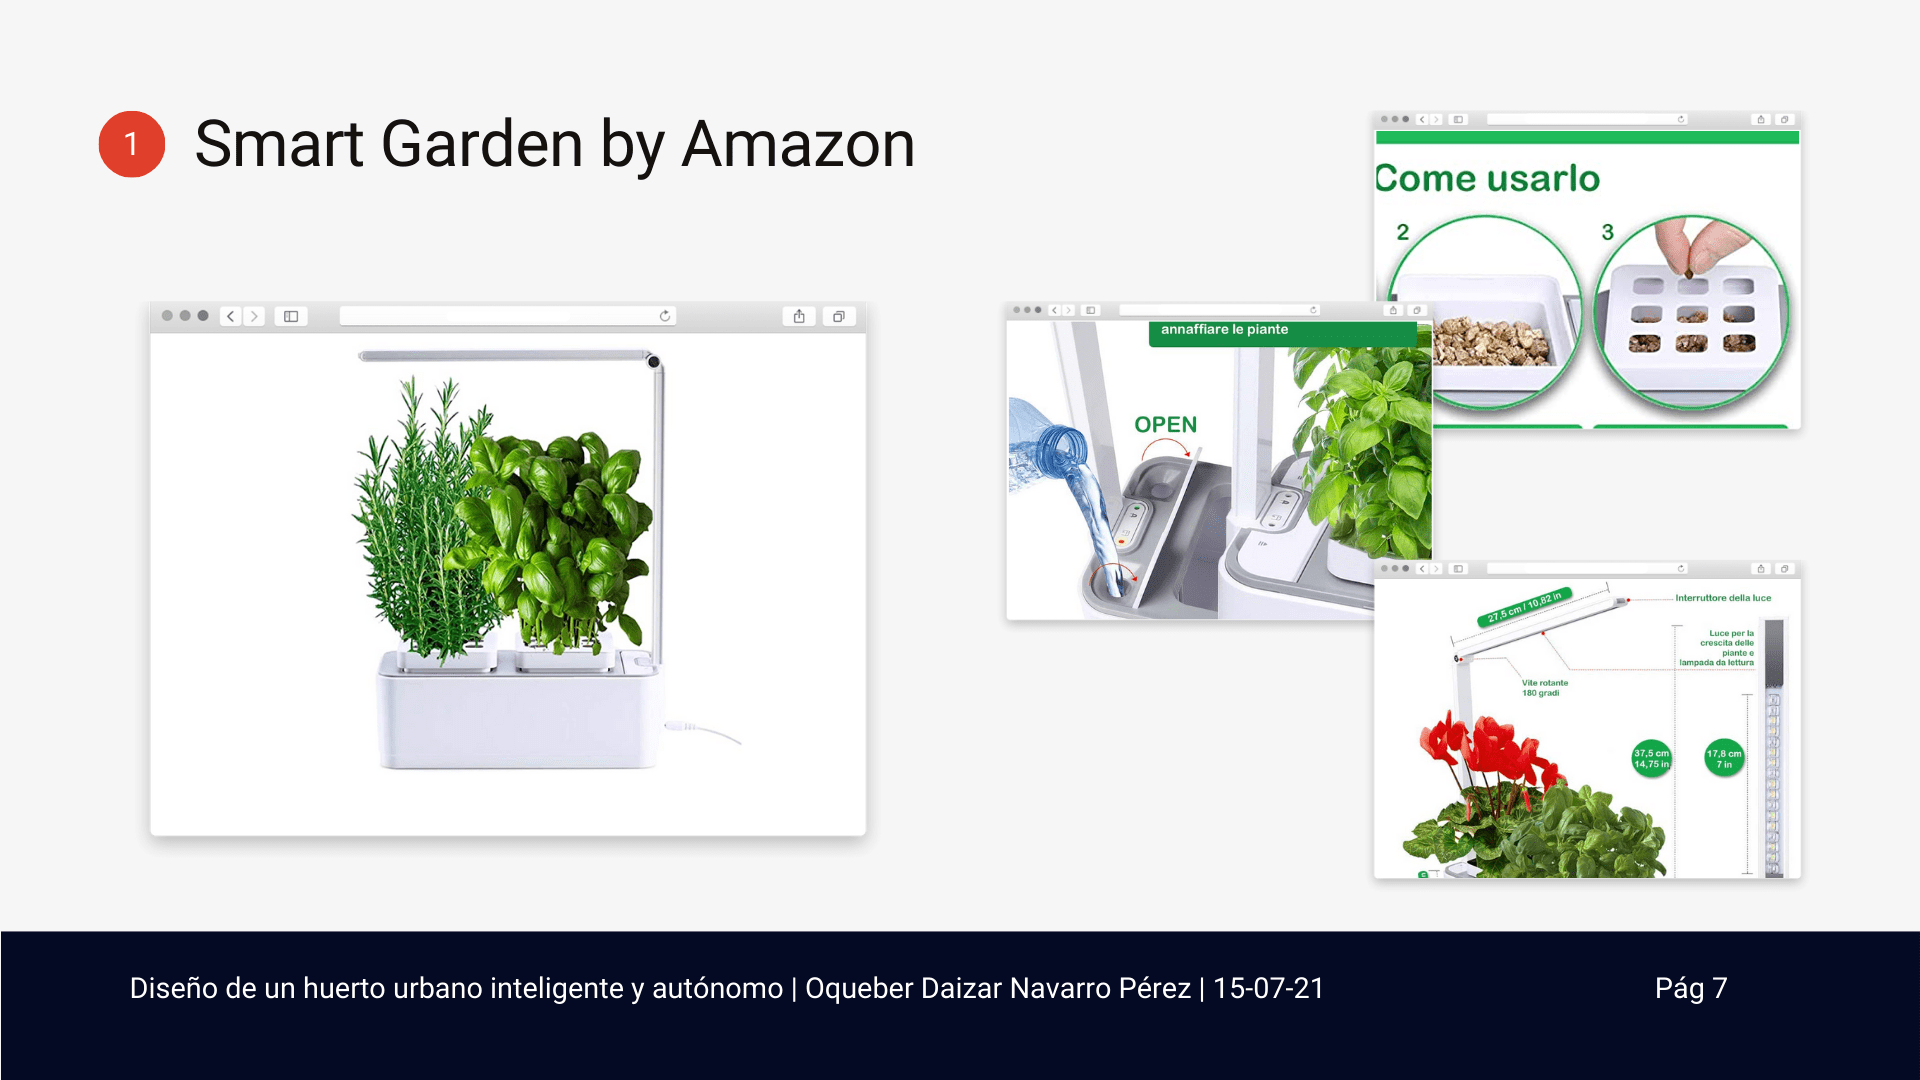 1
Smart Garden by Amazon
Come usarlo
2
3
annaffiare le piante
OPEN
27,5 cm / 10,82 in
Interruttore della luce
Luce per la
crescita delle
piante e
lampada da lettura
Vite rotante
180 gradi
37,5 cm
14,75 in
17,8 cm
7 in
Diseño de un huerto urbano inteligente y autónomo | Oqueber Daizar Navarro Pérez | 15-07-21
Pág 7